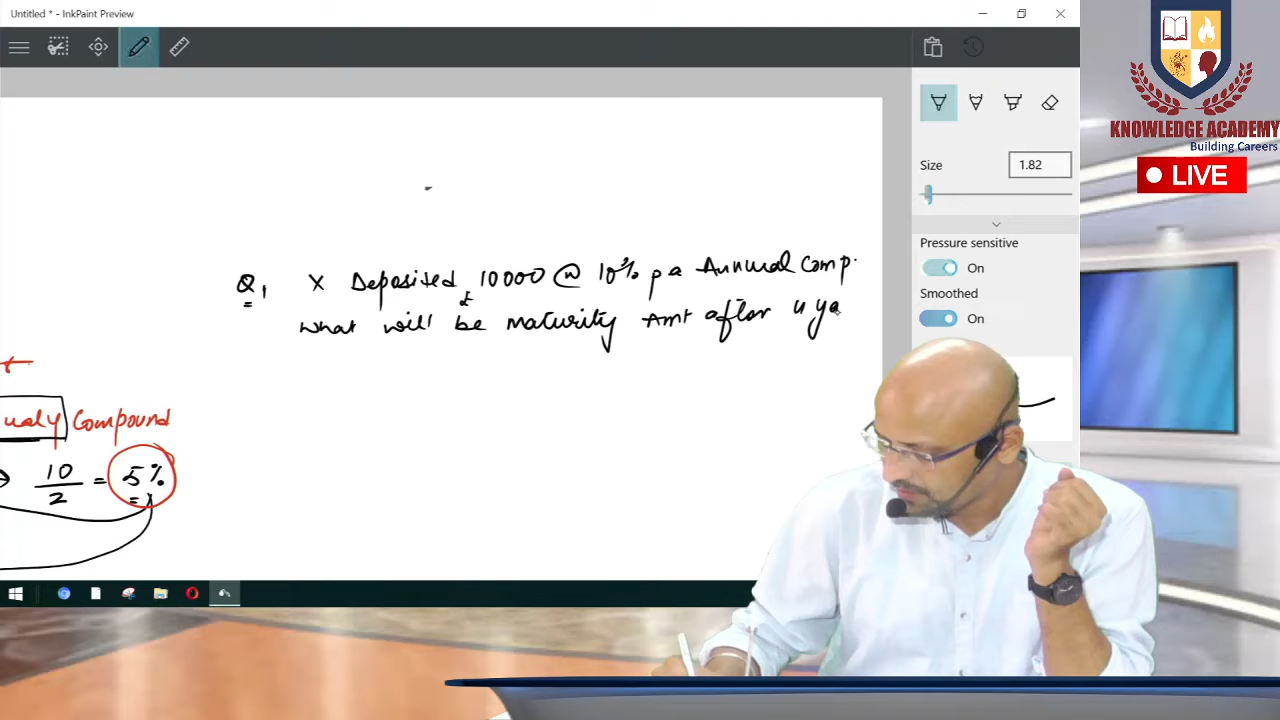 Untitled * - InkPaint Preview
KNOWLEDGE ACADEMY
Building Careers
LIVE
Size
1.82
Pressure sensitive
On
Smoothed
On
Q1 X Deposited 10000 @ 10% p a Annual Comp.
What will be maturity Amt after 4 yea
Compound
10/2 = 5%